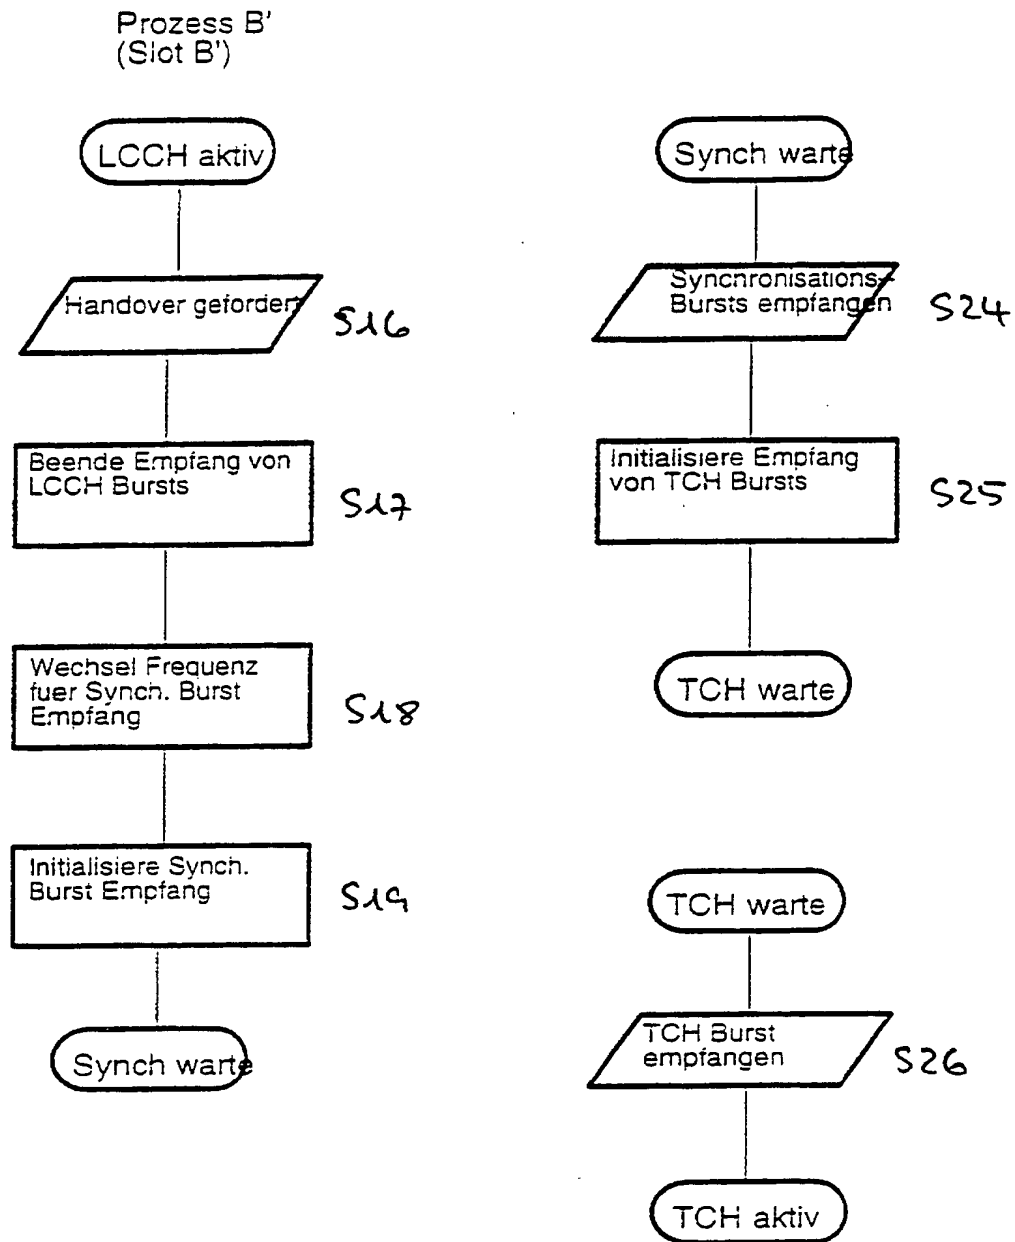 Prozess B'
(Slot B')
LCCH aktiv
Handover gefordert
S16
Beende Empfang von
LCCH Bursts
S17
Wechsel Frequenz
fuer Synch. Burst
Empfang
S18
Initialisiere Synch.
Burst Empfang
S19
Synch warte
Synch warte
Synchronisations-
Bursts empfangen
S24
Initialisiere Empfang
von TCH Bursts
S25
TCH warte
TCH warte
TCH Burst
empfangen
S26
TCH aktiv